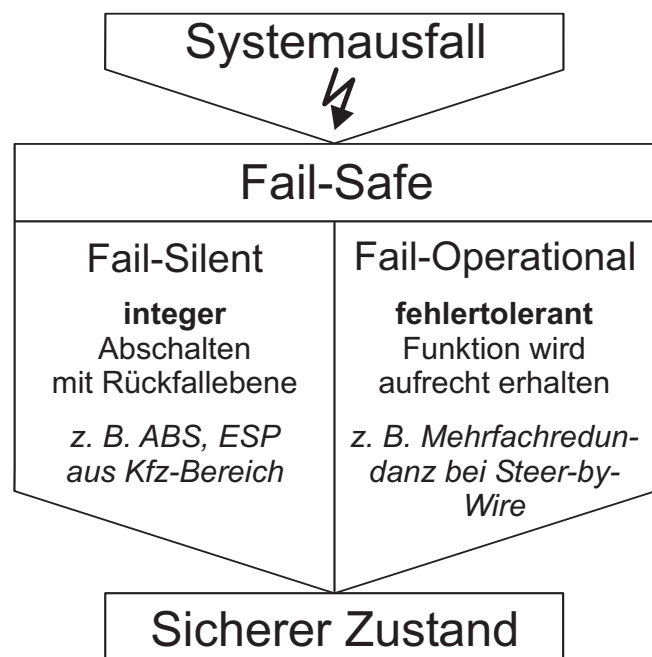 Systemausfall
Fail-Safe
Fail-Silent
integer
Abschalten
mit Rückfallebene
z. B. ABS, ESP
aus Kfz-Bereich
Fail-Operational
fehlertolerant
Funktion wird
aufrecht erhalten
z. B. Mehrfachredun-
danz bei Steer-by-
Wire
Sicherer Zustand